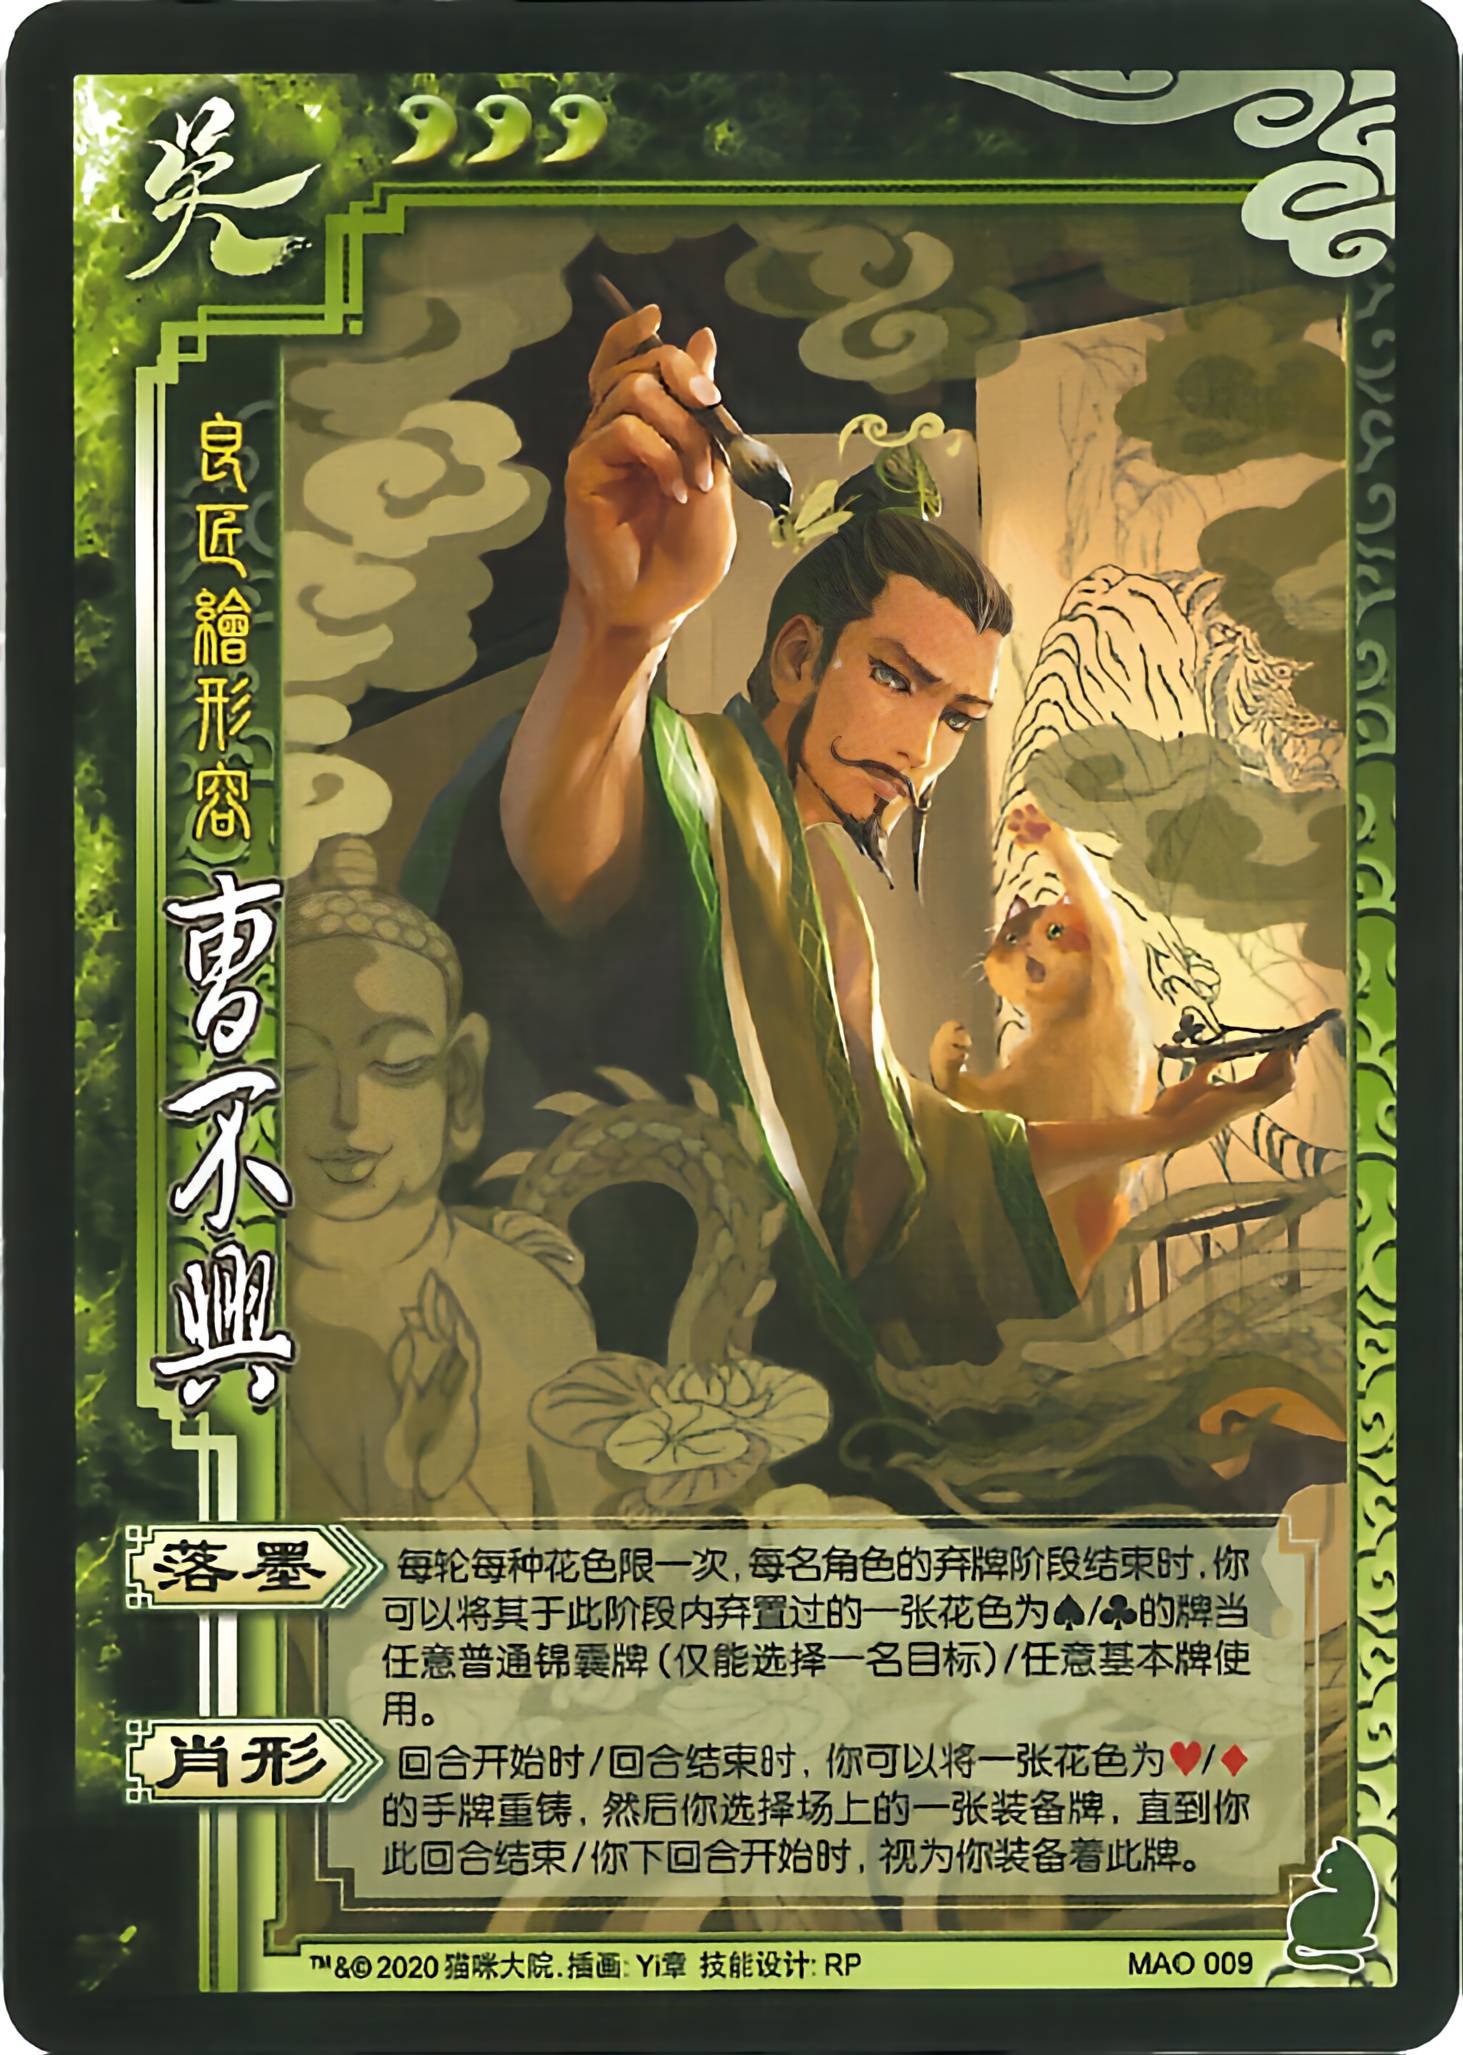 吴
良匠繪形容
曹不興
落墨
每轮每种花色限一次，每名角色的弃牌阶段结束时，你
可以将其于此阶段内弃置过的一张花色为♠/♣的牌当
任意普通锦囊牌（仅能选择一名目标）/任意基本牌使
用。
肖形
回合开始时/回合结束时，你可以将一张花色为♥/♦
的手牌重铸，然后你选择场上的一张装备牌，直到你
此回合结束/你下回合开始时，视为你装备着此牌。
™&©2020猫咪大院.插画:Yi章 技能设计:RP
MAO 009